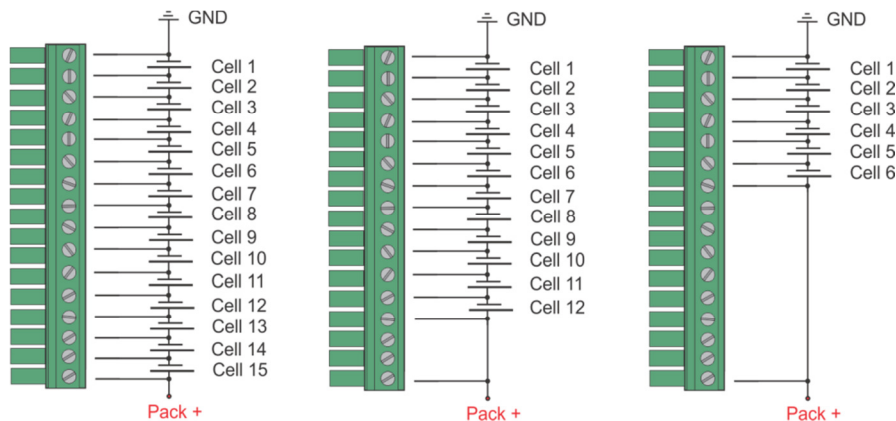 GND
Cell 1
Cell 2
Cell 3
Cell 4
Cell 5
Cell 6
Cell 7
Cell 8
Cell 9
Cell 10
Cell 11
Cell 12
Cell 13
Cell 14
Cell 15
Pack +
GND
Cell 1
Cell 2
Cell 3
Cell 4
Cell 5
Cell 6
Cell 7
Cell 8
Cell 9
Cell 10
Cell 11
Cell 12
Pack +
GND
Cell 1
Cell 2
Cell 3
Cell 4
Cell 5
Cell 6
Pack +